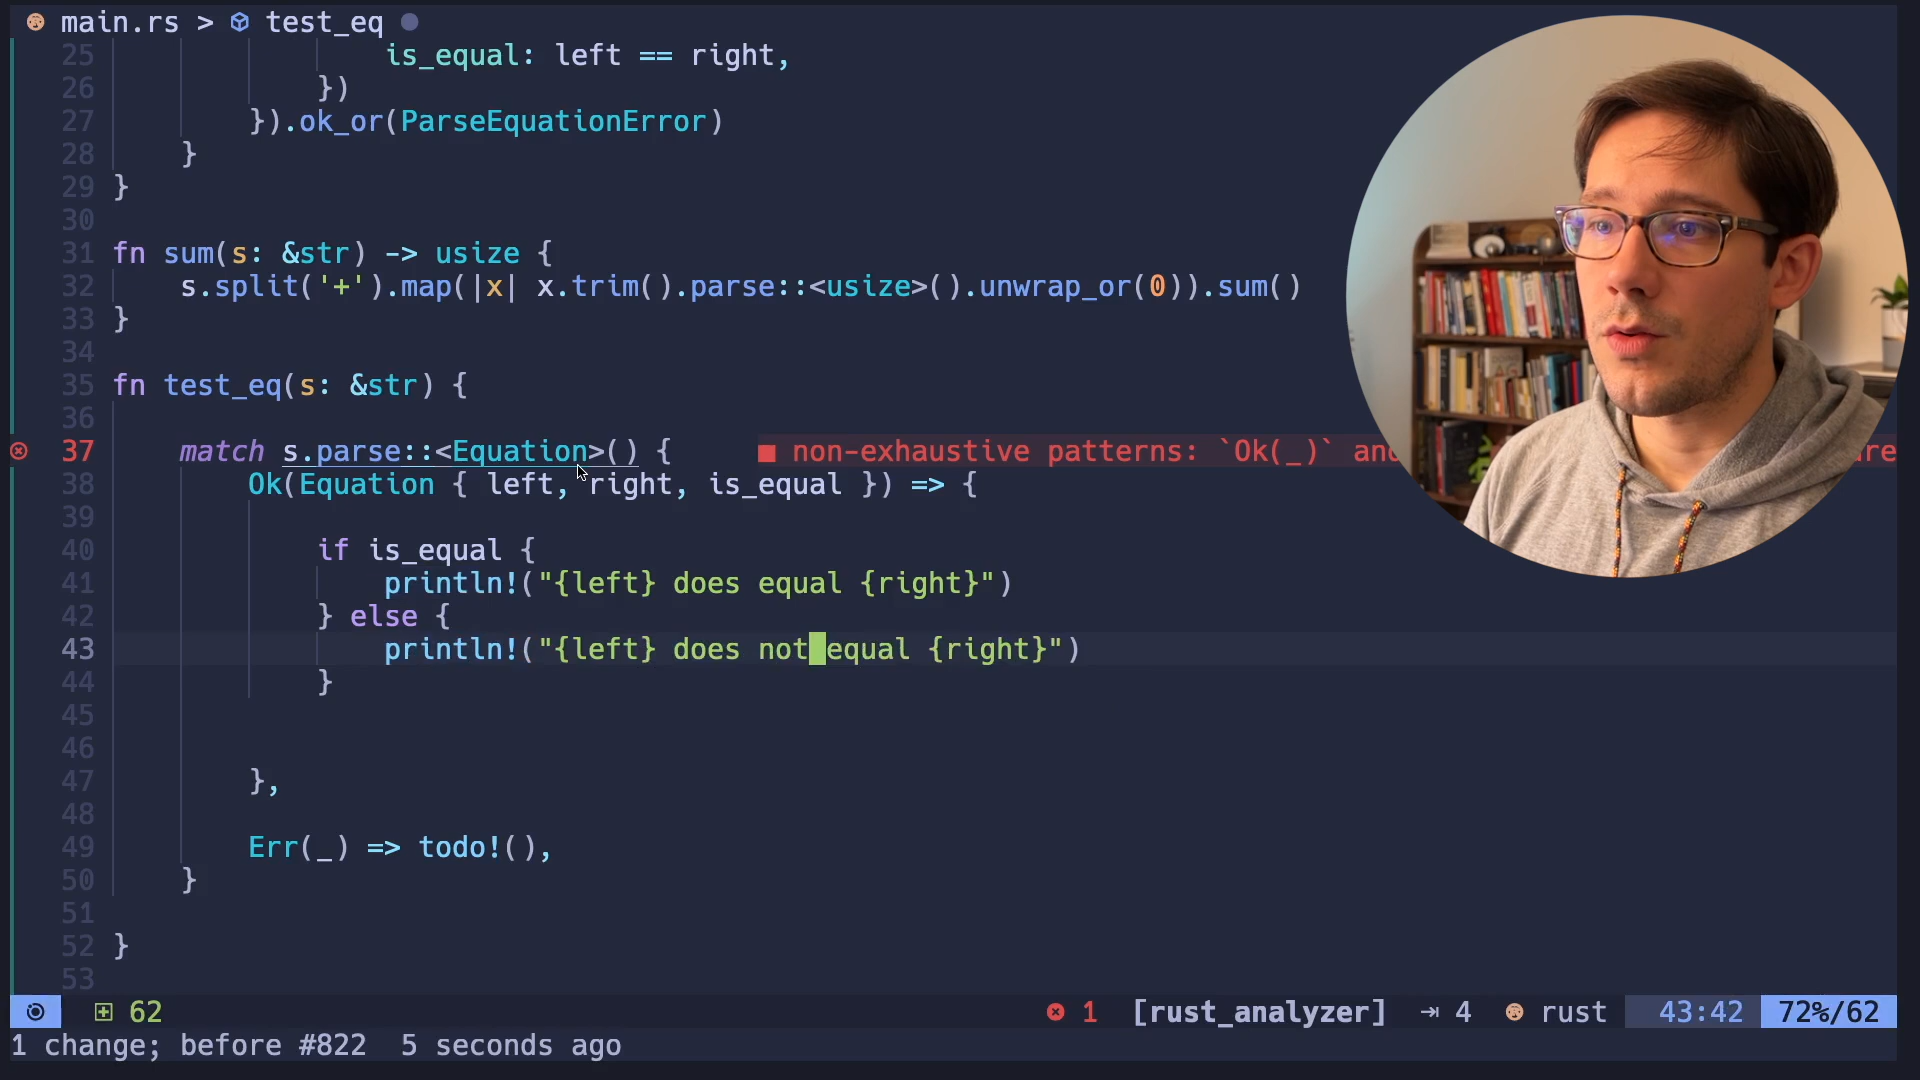 main.rs > test_eq
25 is_equal: left == right,
26 })
27 }).ok_or(ParseEquationError)
28 }
29 }
30
31 fn sum(s: &str) -> usize {
32 s.split('+').map(|x| x.trim().parse::<usize>().unwrap_or(0)).sum()
33 }
34
35 fn test_eq(s: &str) {
36
37 match s.parse::<Equation>() { ■ non-exhaustive patterns: `Ok(_)` and
38 Ok(Equation { left, right, is_equal }) => {
39
40 if is_equal {
41 println!("{left} does equal {right}")
42 } else {
43 println!("{left} does not equal {right}")
44 }
45
46
47 },
48
49 Err(_) => todo!(),
50 }
51
52 }
53
62 1 [rust_analyzer] ⇥ 4 rust 43:42 72%/62
1 change; before #822 5 seconds ago